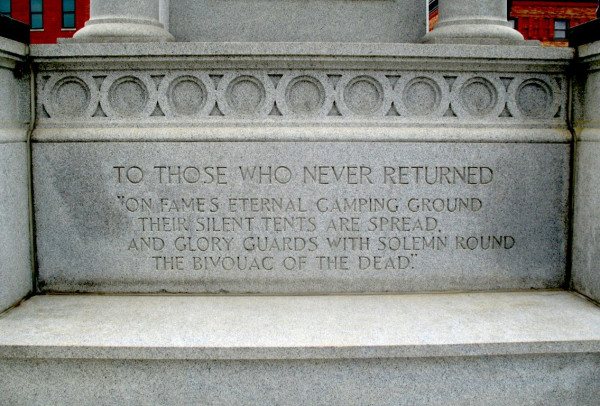 TO THOSE WHO NEVER RETURNED
"ON FAME'S ETERNAL CAMPING GROUND
THEIR SILENT TENTS ARE SPREAD,
AND GLORY GUARDS WITH SOLEMN ROUND
THE BIVOUAC OF THE DEAD."